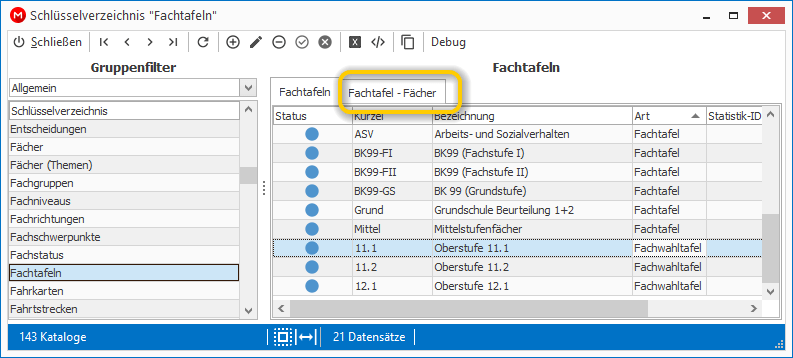 M Schlüsselverzeichnis "Fachtafeln"
Schließen Debug
Gruppenfilter
Allgemein
Schlüsselverzeichnis
Entscheidungen
Fächer
Fächer (Themen)
Fachgruppen
Fachniveaus
Fachrichtungen
Fachschwerpunkte
Fachstatus
Fachtafeln
Fahrkarten
Fahrtstrecken
Fachtafeln
Fachtafeln Fachtafel - Fächer
Status Kürzel Bezeichnung Art Statistik-ID
ASV Arbeits- und Sozialverhalten Fachtafel
BK99-FI BK99 (Fachstufe I) Fachtafel
BK99-FII BK99 (Fachstufe II) Fachtafel
BK99-GS BK 99 (Grundstufe) Fachtafel
Grund Grundschule Beurteilung 1+2 Fachtafel
Mittel Mittelstufenfächer Fachtafel
11.1 Oberstufe 11.1 Fachwahltafel
11.2 Oberstufe 11.2 Fachwahltafel
12.1 Oberstufe 12.1 Fachwahltafel
143 Kataloge 21 Datensätze